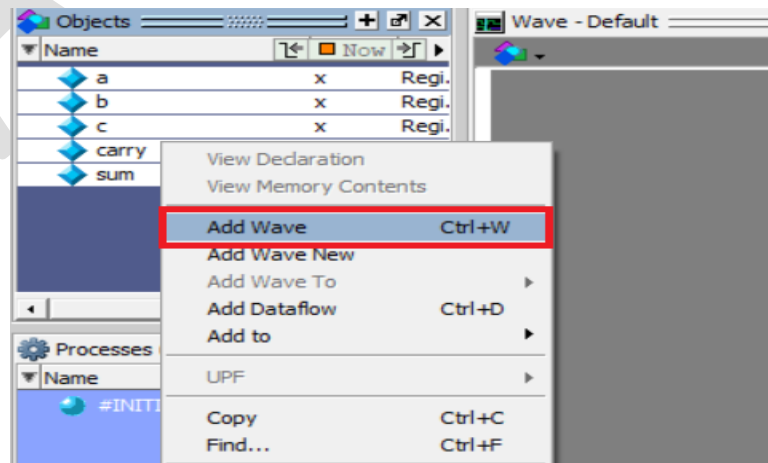 Objects
Wave - Default
Name Now
a x Regi.
b x Regi.
c x Regi.
carry
sum
View Declaration
View Memory Contents
Add Wave Ctrl+W
Add Wave New
Add Wave To
Add Dataflow Ctrl+D
Add to
Processes
Name
UPF
#INITI
Copy Ctrl+C
Find... Ctrl+F